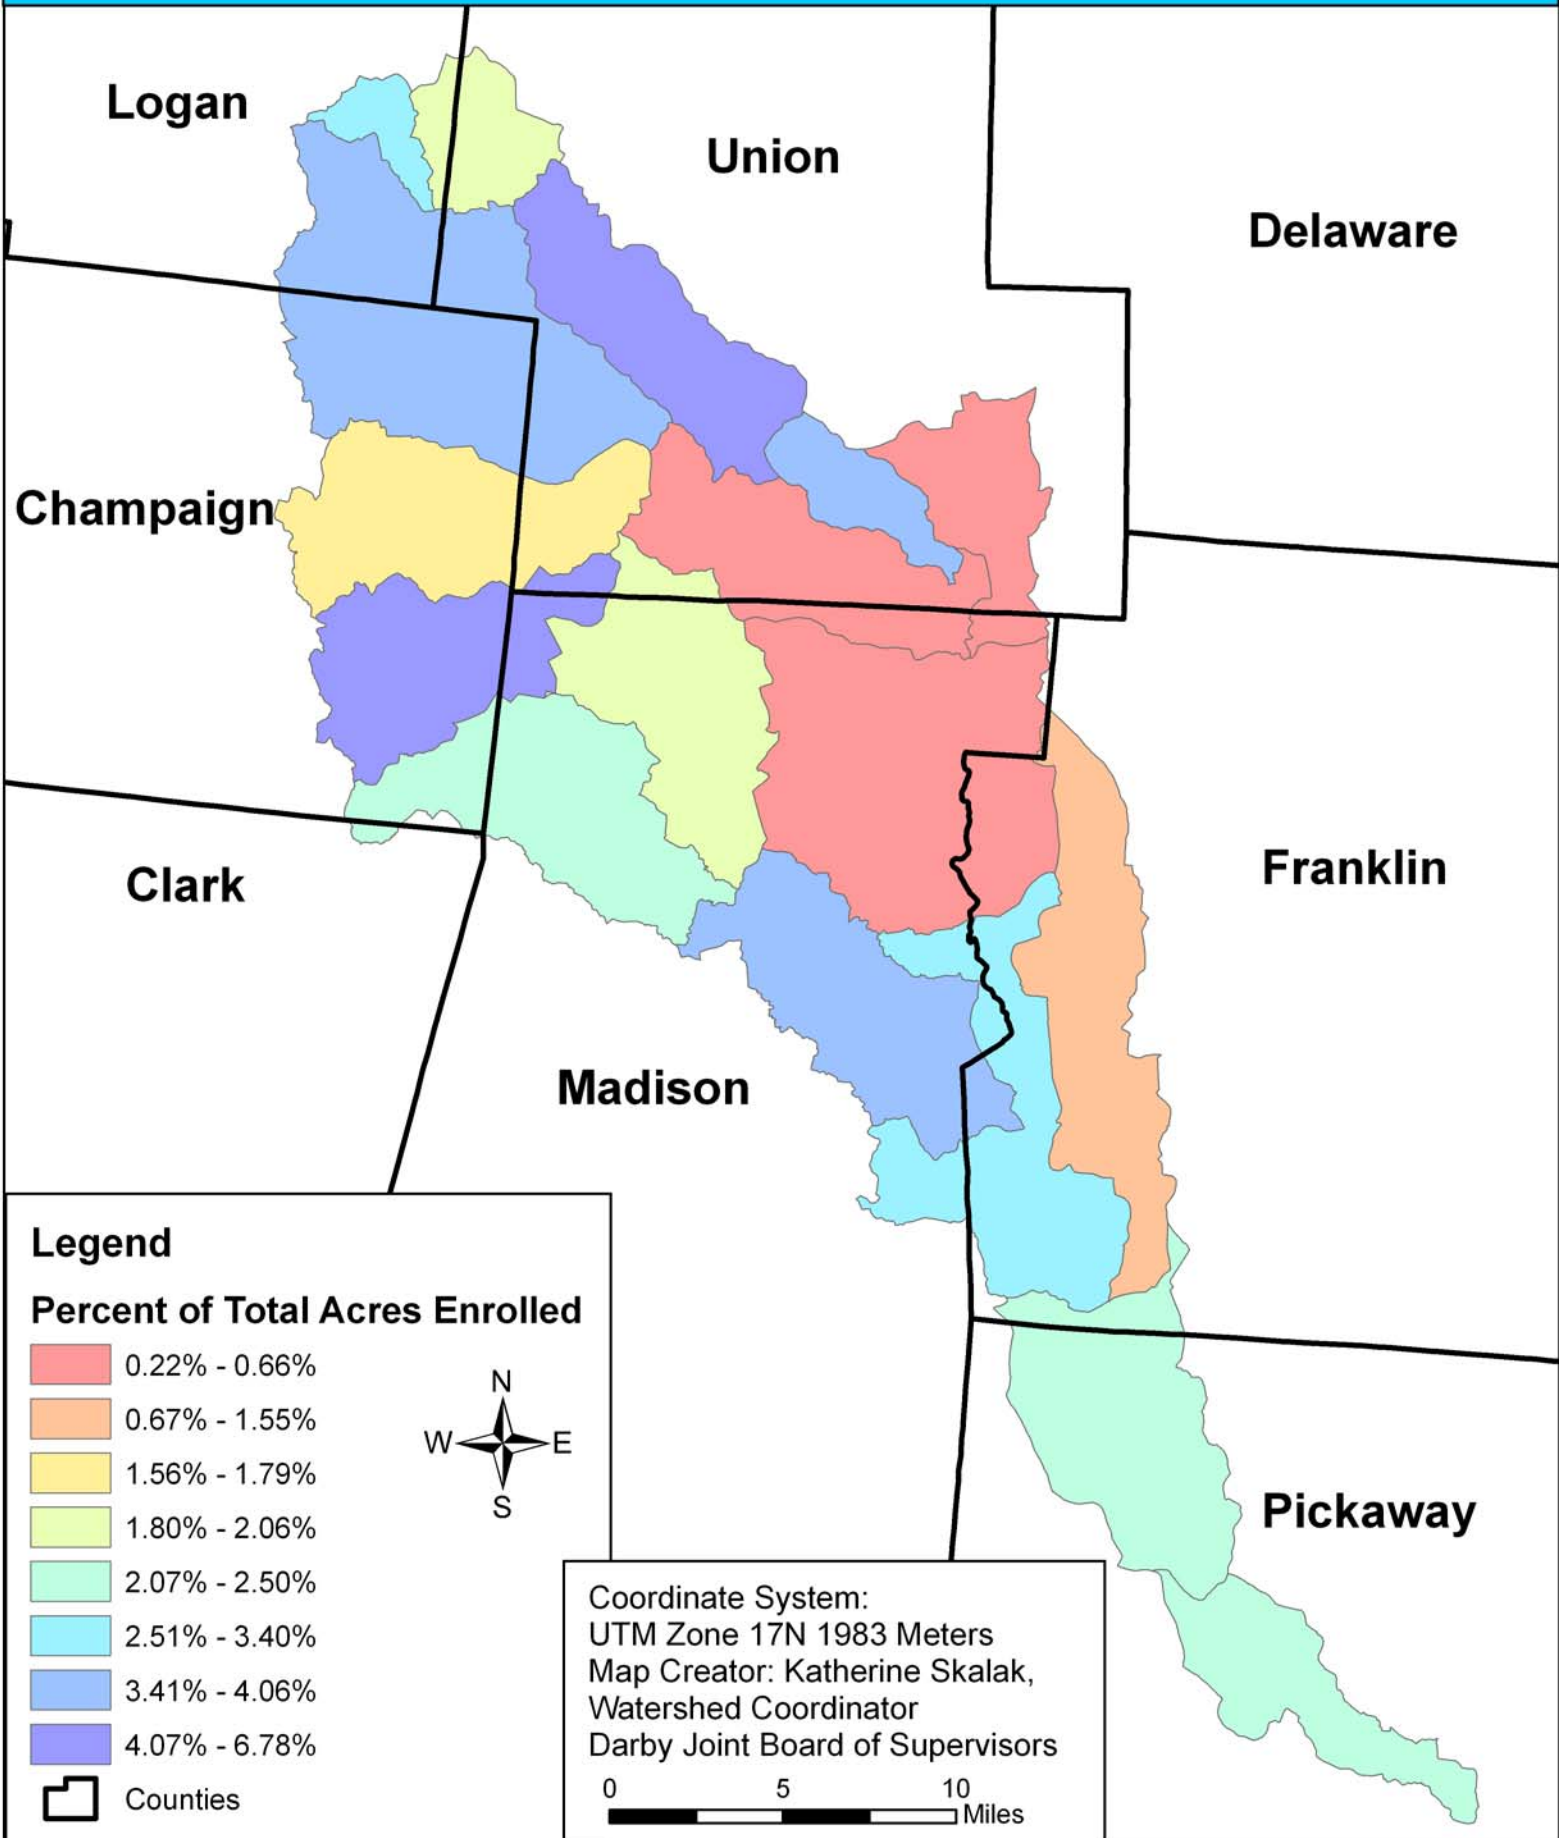 Logan
Union
Delaware
Champaign
Clark
Franklin
Madison
Pickaway
Legend
Percent of Total Acres Enrolled
0.22% - 0.66%
0.67% - 1.55%
1.56% - 1.79%
1.80% - 2.06%
2.07% - 2.50%
2.51% - 3.40%
3.41% - 4.06%
4.07% - 6.78%
Counties
N
W E
S
Coordinate System:
UTM Zone 17N 1983 Meters
Map Creator: Katherine Skalak,
Watershed Coordinator
Darby Joint Board of Supervisors
0 5 10
Miles